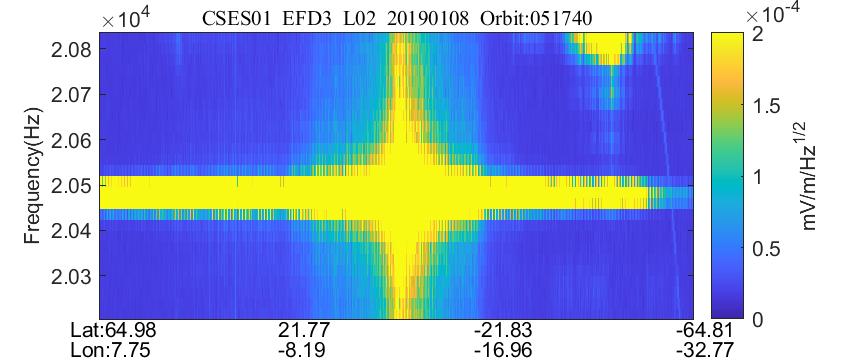 ×10⁴ CSES01 EFD3 L02 20190108 Orbit:051740 ×10⁻⁴
2.08
2.07
2.06
2.05
2.04
2.03
Frequency(Hz)
2
1.5
1
0.5
0
mV/m/Hz^1/2
Lat:64.98 21.77 -21.83 -64.81
Lon:7.75 -8.19 -16.96 -32.77